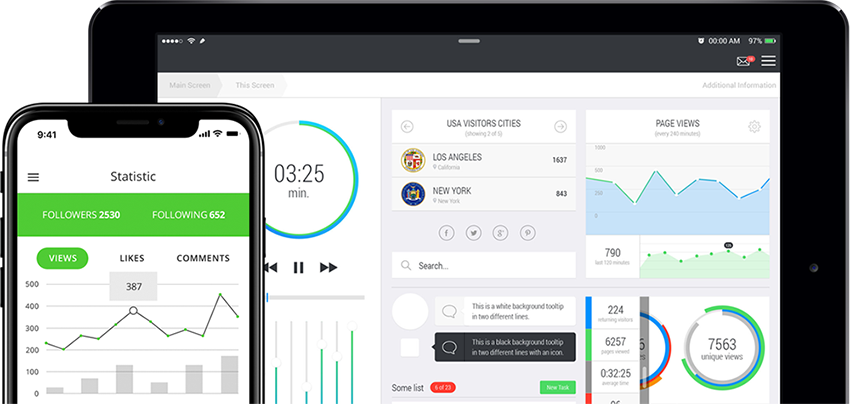 00:00 AM
97%
Main Screen
This Screen
Additional Information
9:41
Statistic
FOLLOWERS 2530
FOLLOWING 652
VIEWS
LIKES
COMMENTS
387
500
400
300
200
100
0
03:25
min.
USA VISITORS CITIES
(showing 2 of 5)
LOS ANGELES
California
1637
NEW YORK
New York
843
Search...
This is a white background tooltip
in two different lines.
This is a black background tooltip
in two different lines with an icon.
Some list
6 of 23
New Task
PAGE VIEWS
(every 240 minutes)
1000
500
100
0
790
last 120 minutes
224
returning visitors
6257
pages viewed
0:32:25
average time
06
7563
unique views